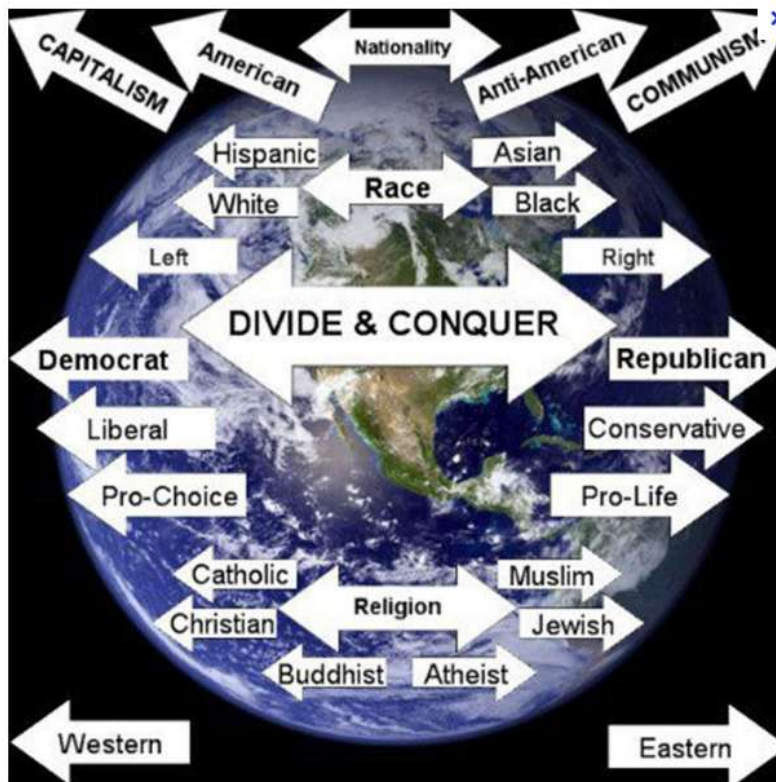 CAPITALISM
American
Nationality
Anti-American
COMMUNISM
Hispanic
Asian
White
Race
Black
Left
Right
DIVIDE & CONQUER
Democrat
Republican
Liberal
Conservative
Pro-Choice
Pro-Life
Catholic
Muslim
Christian
Religion
Jewish
Buddhist
Atheist
Western
Eastern